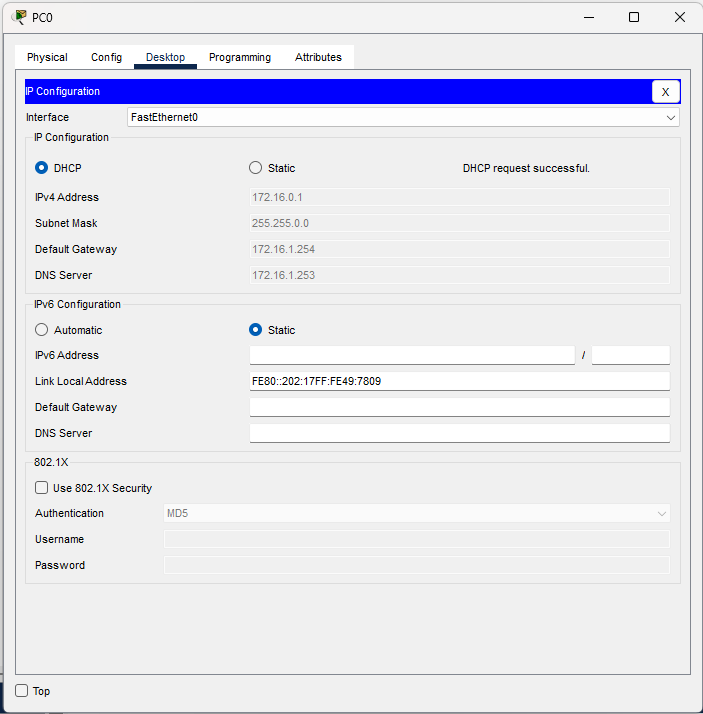 PC0
Physical Config Desktop Programming Attributes
IP Configuration X
Interface FastEthernet0
IP Configuration
DHCP Static DHCP request successful.
IPv4 Address 172.16.0.1
Subnet Mask 255.255.0.0
Default Gateway 172.16.1.254
DNS Server 172.16.1.253
IPv6 Configuration
Automatic Static
IPv6 Address /
Link Local Address FE80::202:17FF:FE49:7809
Default Gateway
DNS Server
802.1X
Use 802.1X Security
Authentication MD5
Username
Password
Top